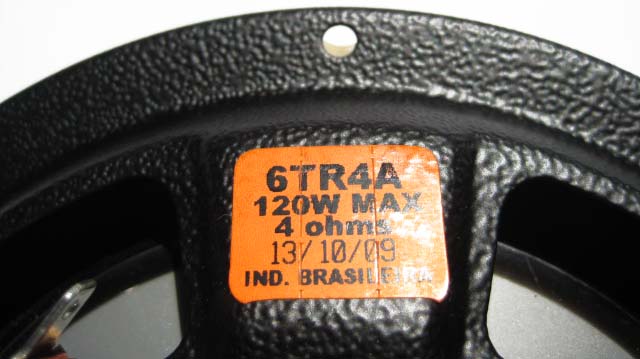 6TR4A
120W MAX
4 ohms
13/10/09
IND. BRASILEIRA